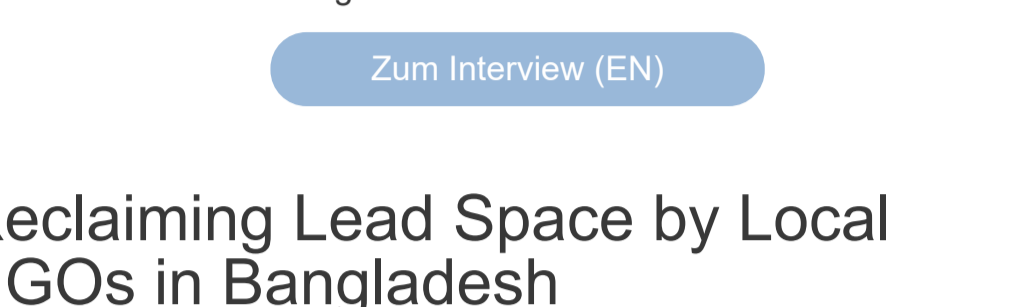 Zum Interview (EN)
eclaiming Lead Space by Local
GOs in Bangladesh